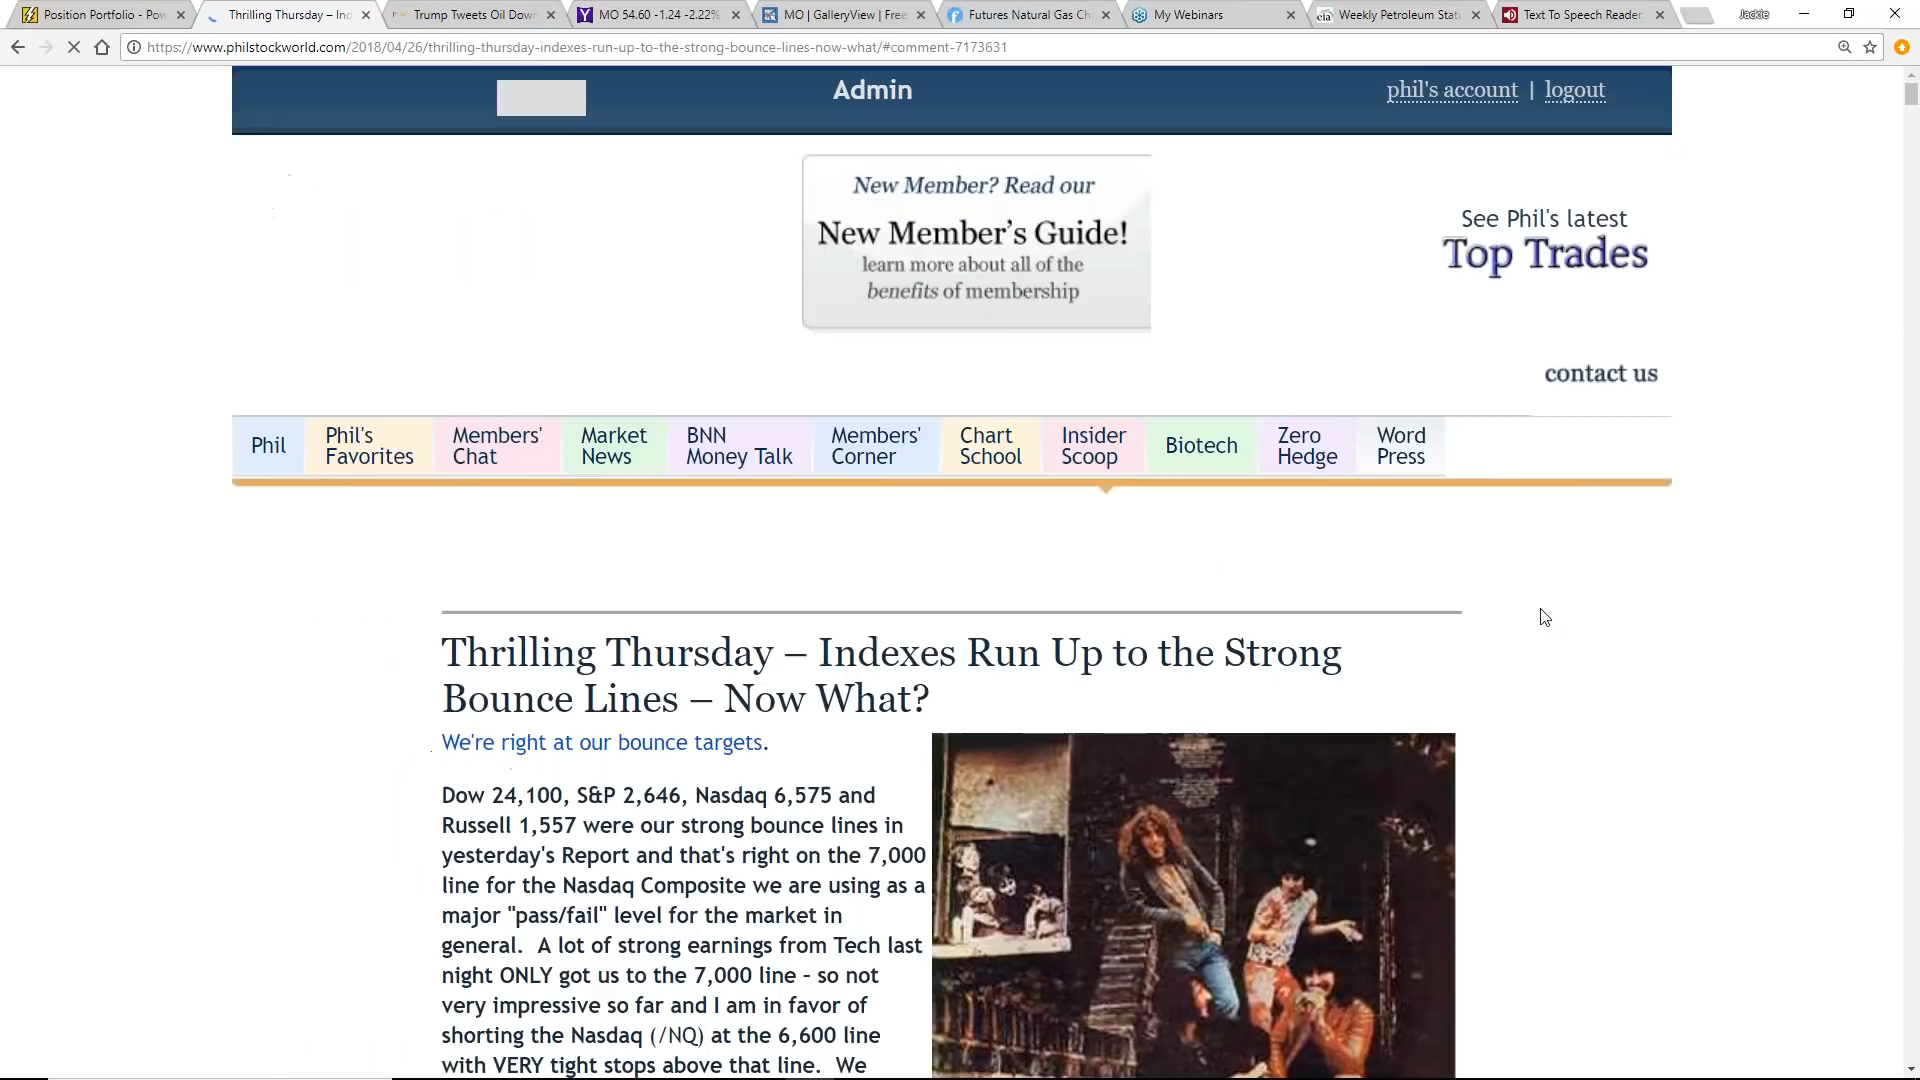 Position Portfolio - Pow
Thrilling Thursday – Ind
Trump Tweets Oil Down
MO 54.60 -1.24 -2.22%
MO | GalleryView | Free
Futures Natural Gas Ch
My Webinars
Weekly Petroleum Statu
Text To Speech Reader
Jackie
https://www.philstockworld.com/2018/04/26/thrilling-thursday-indexes-run-up-to-the-strong-bounce-lines-now-what/#comment-7173631
Admin
phil's account | logout
New Member? Read our
New Member's Guide!
learn more about all of the
benefits of membership
See Phil's latest
Top Trades
contact us
Phil
Phil's
Favorites
Members'
Chat
Market
News
BNN
Money Talk
Members'
Corner
Chart
School
Insider
Scoop
Biotech
Zero
Hedge
Word
Press
Thrilling Thursday – Indexes Run Up to the Strong
Bounce Lines – Now What?
We're right at our bounce targets.
Dow 24,100, S&P 2,646, Nasdaq 6,575 and
Russell 1,557 were our strong bounce lines in
yesterday's Report and that's right on the 7,000
line for the Nasdaq Composite we are using as a
major "pass/fail" level for the market in
general. A lot of strong earnings from Tech last
night ONLY got us to the 7,000 line - so not
very impressive so far and I am in favor of
shorting the Nasdaq (/NQ) at the 6,600 line
with VERY tight stops above that line. We